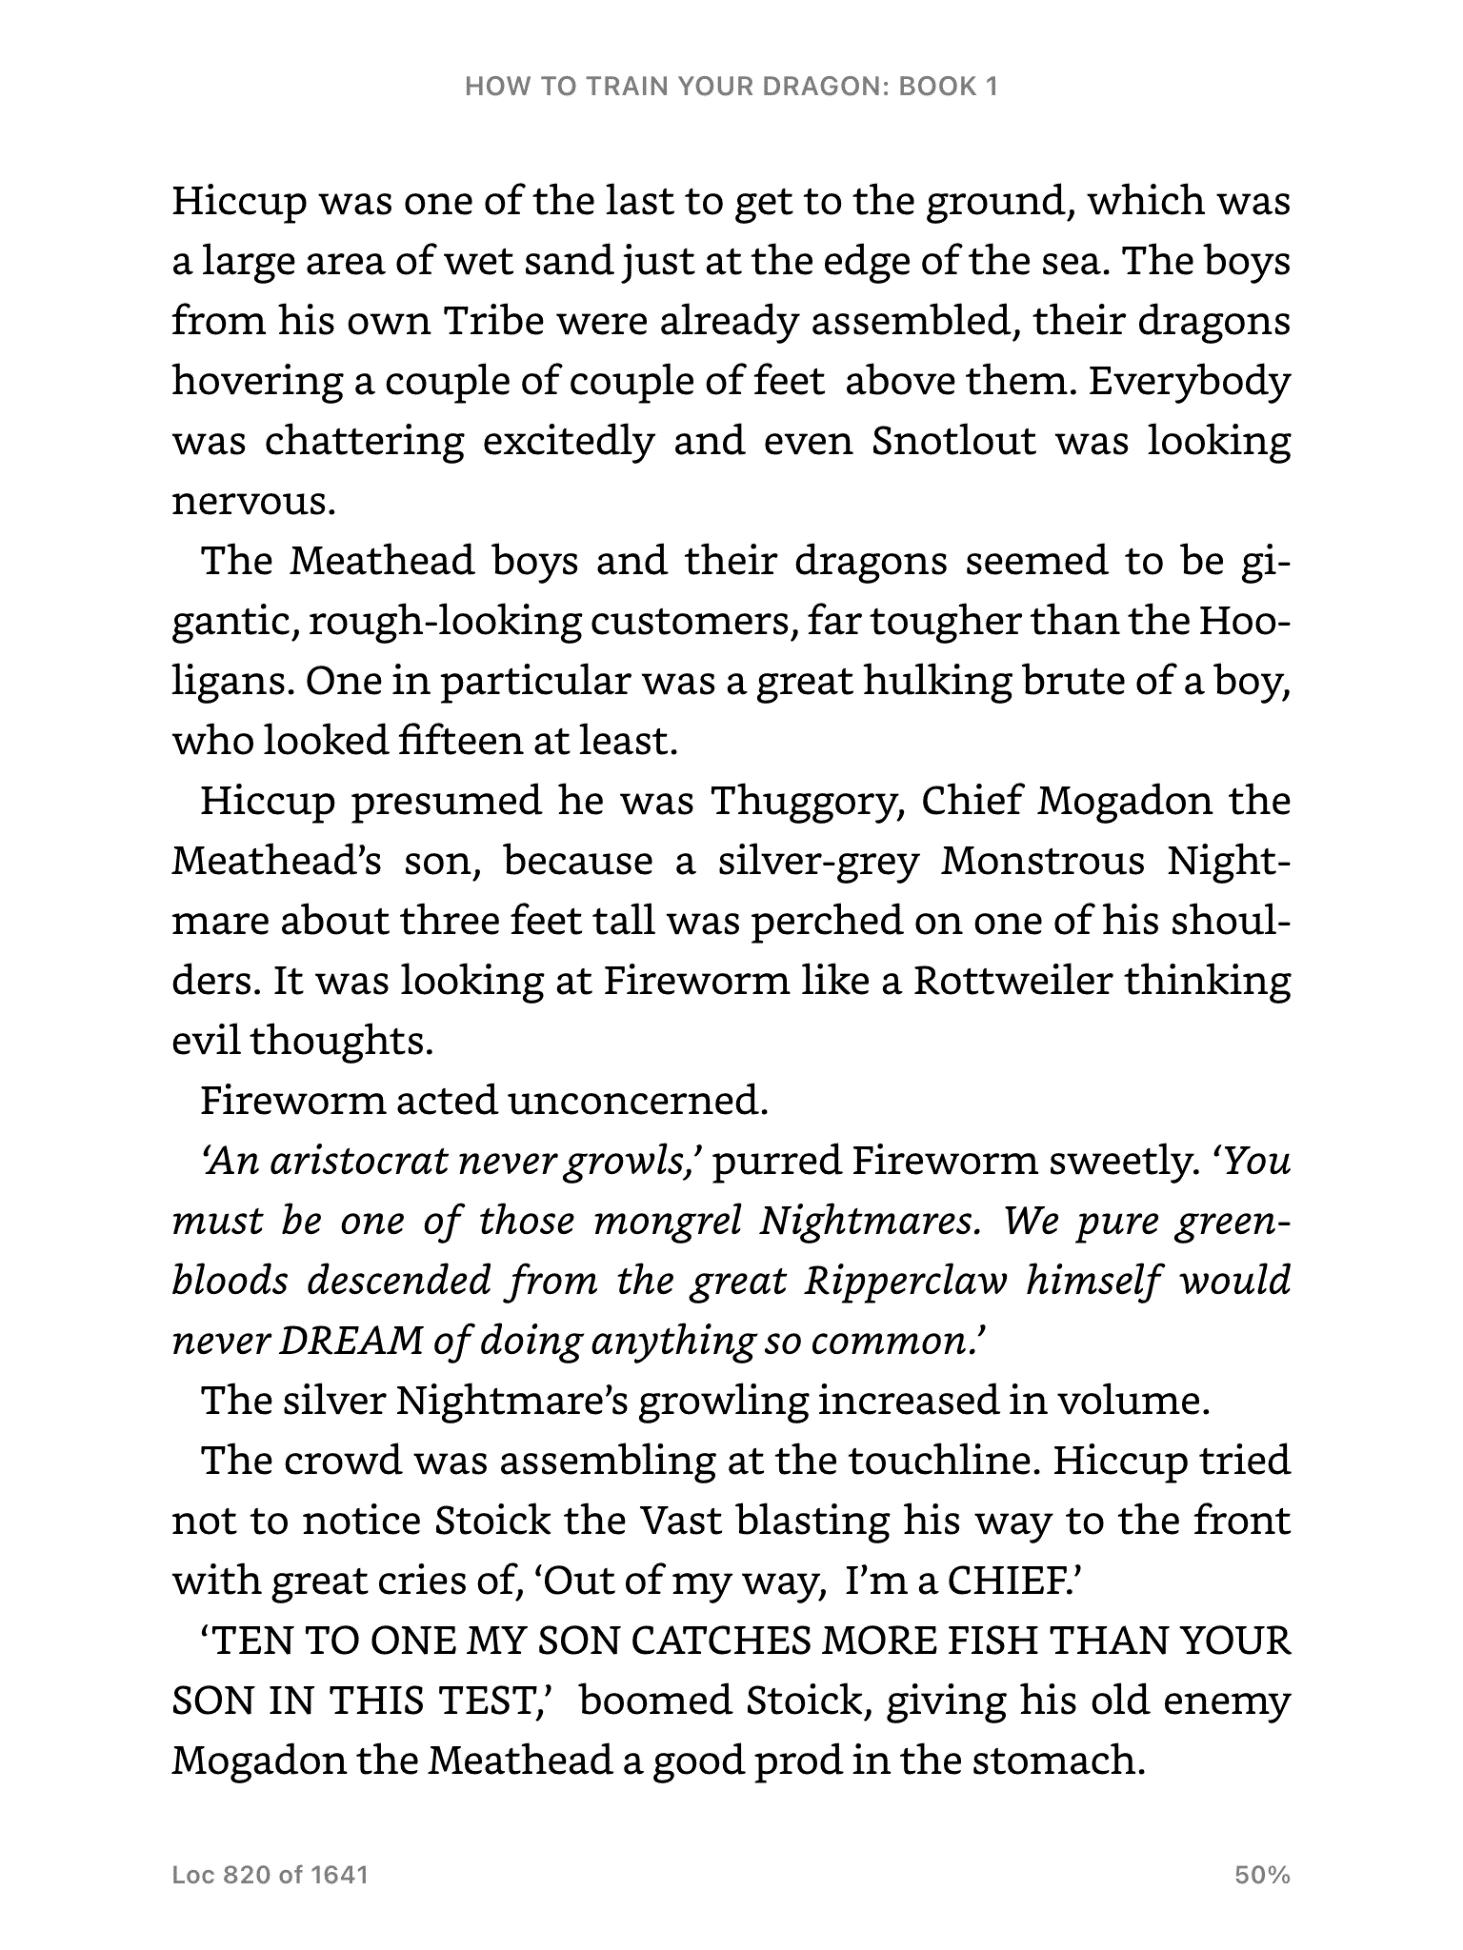 HOW TO TRAIN YOUR DRAGON: BOOK 1
Hiccup was one of the last to get to the ground, which was
a large area of wet sand just at the edge of the sea. The boys
from his own Tribe were already assembled, their dragons
hovering a couple of couple of feet  above them. Everybody
was chattering excitedly and even Snotlout was looking
nervous.
The Meathead boys and their dragons seemed to be gi-
gantic, rough-looking customers, far tougher than the Hoo-
ligans. One in particular was a great hulking brute of a boy,
who looked fifteen at least.
Hiccup presumed he was Thuggory, Chief Mogadon the
Meathead’s son, because a silver-grey Monstrous Night-
mare about three feet tall was perched on one of his shoul-
ders. It was looking at Fireworm like a Rottweiler thinking
evil thoughts.
Fireworm acted unconcerned.
‘An aristocrat never growls,’ purred Fireworm sweetly. ‘You
must be one of those mongrel Nightmares. We pure green-
bloods descended from the great Ripperclaw himself would
never DREAM of doing anything so common.’
The silver Nightmare’s growling increased in volume.
The crowd was assembling at the touchline. Hiccup tried
not to notice Stoick the Vast blasting his way to the front
with great cries of, ‘Out of my way,  I’m a CHIEF.’
‘TEN TO ONE MY SON CATCHES MORE FISH THAN YOUR
SON IN THIS TEST,’  boomed Stoick, giving his old enemy
Mogadon the Meathead a good prod in the stomach.
Loc 820 of 1641
50%